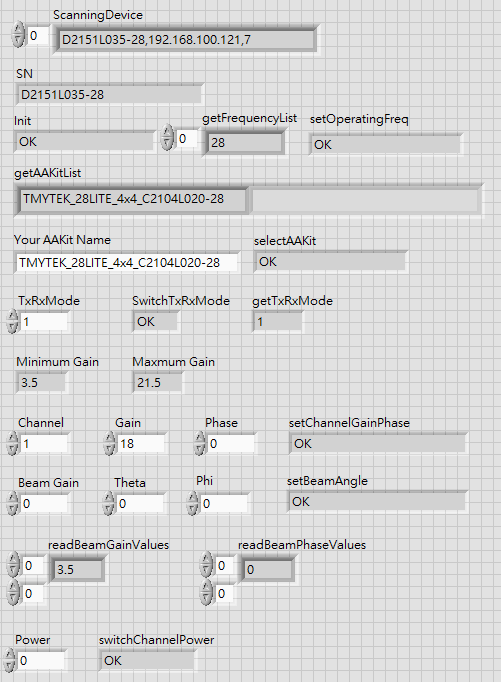 ScanningDevice
0 D2151L035-28,192.168.100.121,7
SN
D2151L035-28
Init getFrequencyList setOperatingFreq
OK 0 28 OK
getAAKitList
TMYTEK_28LITE_4x4_C2104L020-28
Your AAKit Name selectAAKit
TMYTEK_28LITE_4x4_C2104L020-28 OK
TxRxMode SwitchTxRxMode getTxRxMode
1 OK 1
Minimum Gain Maxmum Gain
3.5 21.5
Channel Gain Phase setChannelGainPhase
1 18 0 OK
Beam Gain Theta Phi setBeamAngle
0 0 0 OK
readBeamGainValues readBeamPhaseValues
0 3.5 0 0
0 0
Power switchChannelPower
0 OK